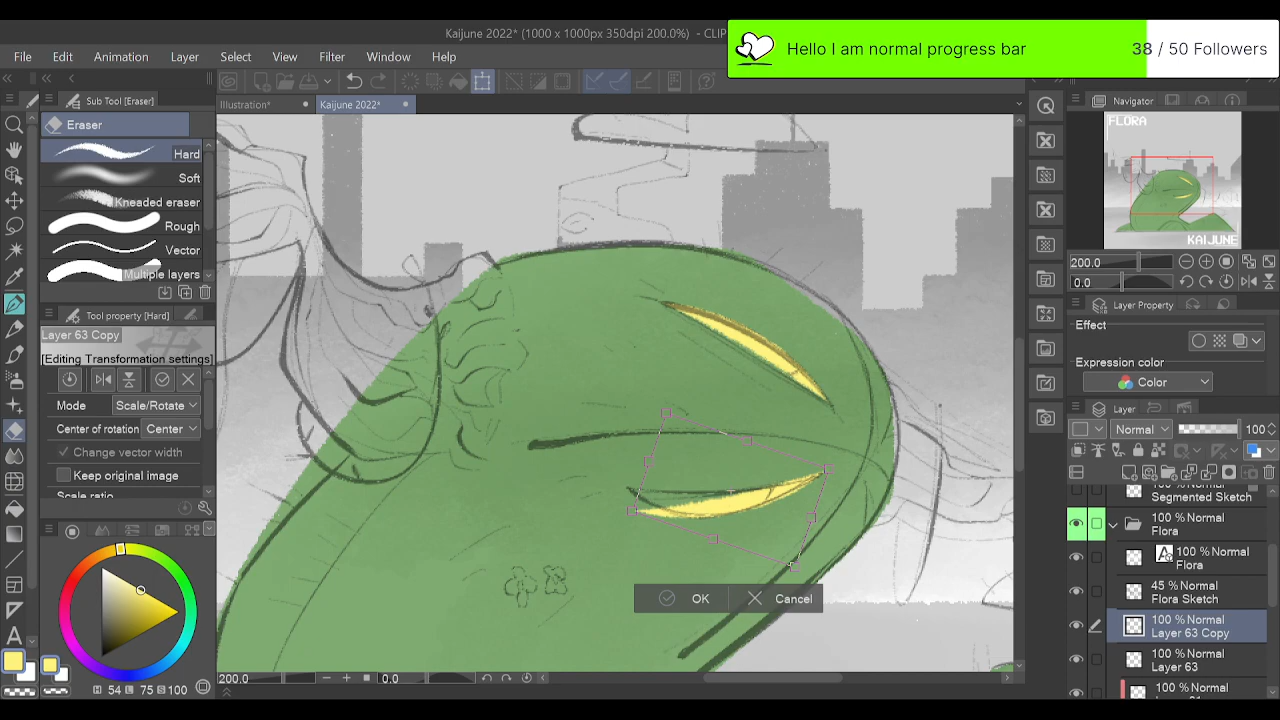 Kaijune 2022* (1000 x 1000px 350dpi 200.0%) - CLIP
Hello I am normal progress bar
38 / 50 Followers
File Edit Animation Layer Select View Filter Window Help
Sub Tool [Eraser]
Illustration*
Kaijune 2022*
Navigator
Eraser
Hard
Soft
Kneaded eraser
Rough
Vector
Multiple layers
FLORA
KAIJUNE
200.0
0.0
Tool property [Hard]
Layer 63 Copy
[Editing Transformation settings]
Mode Scale/Rotate
Center of rotation Center
Change vector width
Keep original image
Scale ratio
Layer Property
Effect
Expression color
Color
Layer
Normal 100
Segmented Sketch
100 % Normal
Flora
100 % Normal
Flora
45 % Normal
Flora Sketch
100 % Normal
Layer 63 Copy
100 % Normal
Layer 63
100 % Normal
OK Cancel
A
H 54 L 75 S 100
200.0 0.0